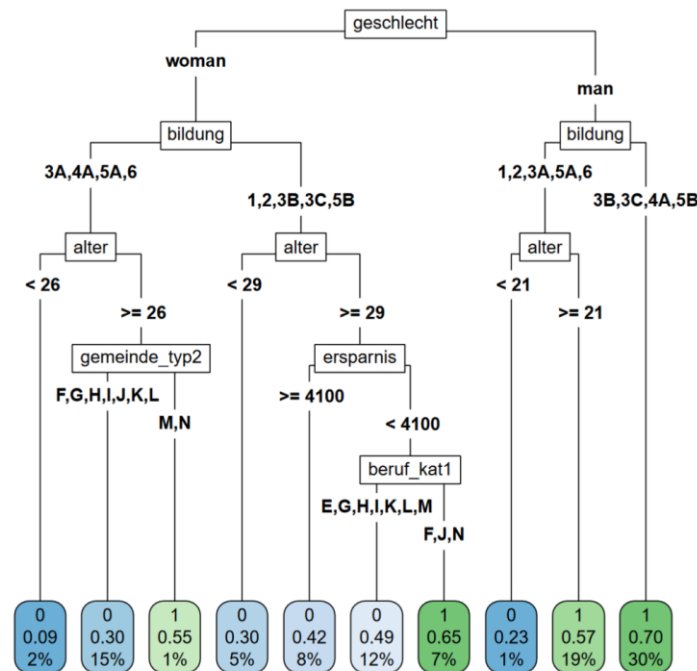 geschlecht
woman
man
bildung
bildung
3A,4A,5A,6
1,2,3B,3C,5B
1,2,3A,5A,6
3B,3C,4A,5B
alter
alter
alter
< 26
>= 26
< 29
>= 29
< 21
>= 21
gemeinde_typ2
ersparnis
F,G,H,I,J,K,L
M,N
>= 4100
< 4100
beruf_kat1
E,G,H,I,K,L,M
F,J,N
0 0 1 0 0 0 1 0 1 1
0.09 0.30 0.55 0.30 0.42 0.49 0.65 0.23 0.57 0.70
2% 15% 1% 5% 8% 12% 7% 1% 19% 30%